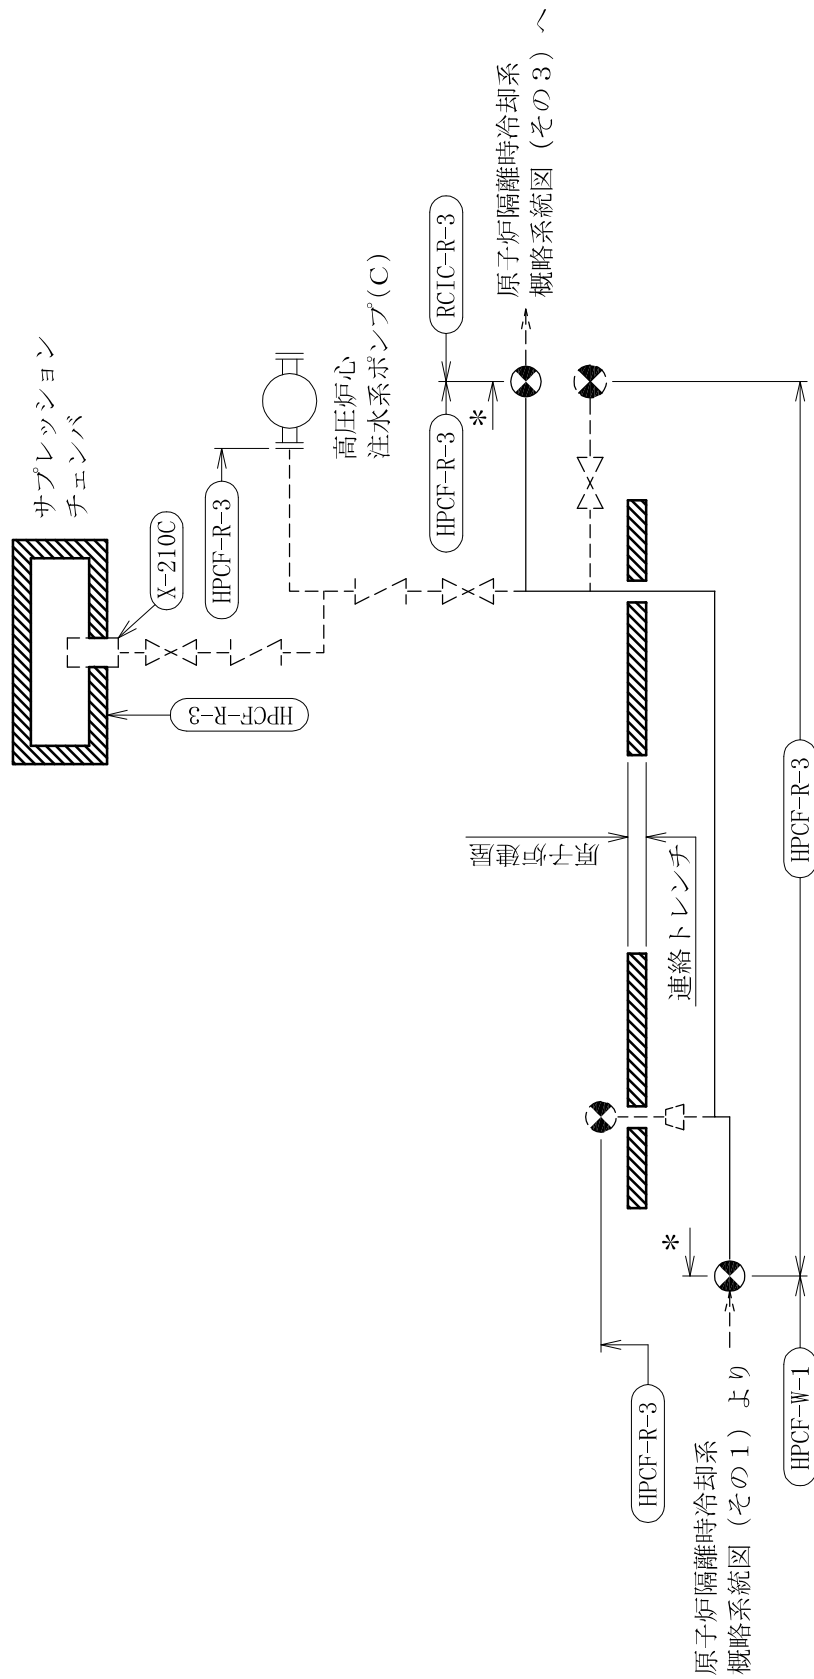 サプレッション
チェンバ
X-210C
HPCF-R-3
HPCF-R-3
高圧炉心
注水系ポンプ(C)
HPCF-R-3
RCIC-R-3
*
原子炉隔離時冷却系
概略系統図 (その3) へ
原子炉建屋
連絡トレンチ
HPCF-R-3
HPCF-R-3
*
HPCF-W-1
原子炉隔離時冷却系
概略系統図 (その1) より